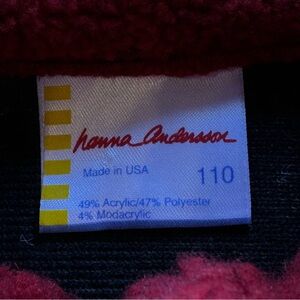 hanna Andersson
Made in USA 110
49% Acrylic/47% Polyester
4% Modacrylic